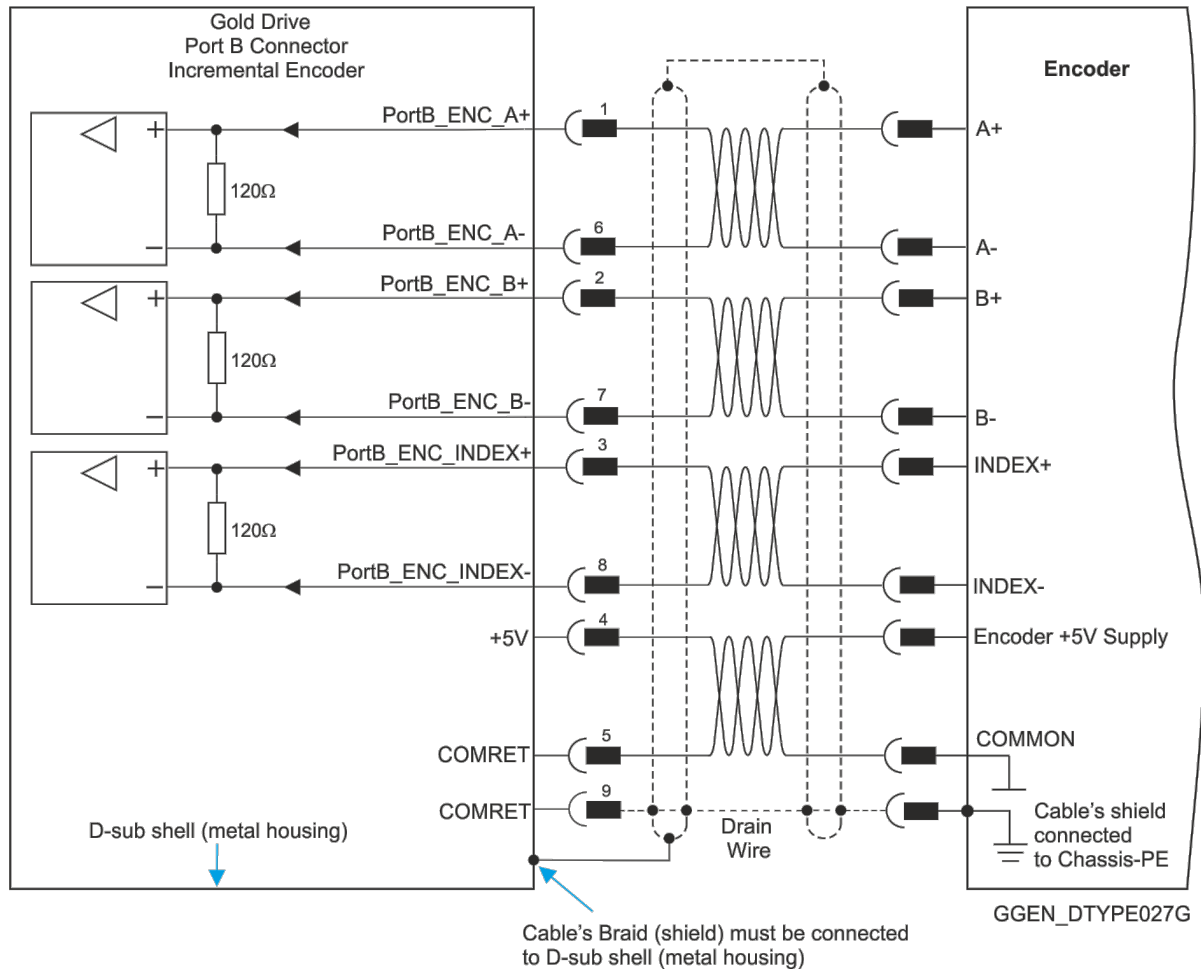 Gold Drive
Port B Connector
Incremental Encoder
Encoder
PortB_ENC_A+
1
A+
120Ω
PortB_ENC_A-
6
A-
PortB_ENC_B+
2
B+
120Ω
PortB_ENC_B-
7
B-
PortB_ENC_INDEX+
3
INDEX+
120Ω
PortB_ENC_INDEX-
8
INDEX-
+5V
4
Encoder +5V Supply
COMRET
5
COMMON
COMRET
9
Drain
Wire
Cable's shield
connected
to Chassis-PE
D-sub shell (metal housing)
GGEN_DTYPE027G
Cable's Braid (shield) must be connected
to D-sub shell (metal housing)